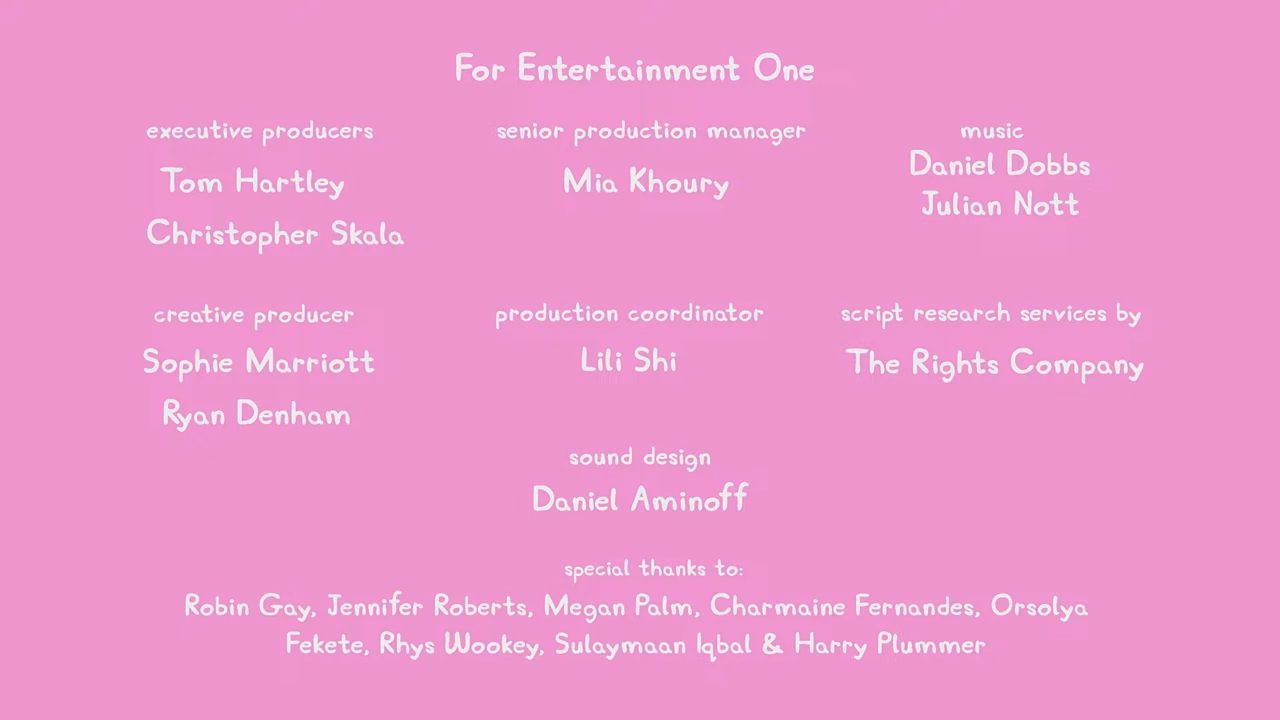 For Entertainment One
executive producers
Tom Hartley
Christopher Skala
senior production manager
Mia Khoury
music
Daniel Dobbs
Julian Nott
creative producer
Sophie Marriott
Ryan Denham
production coordinator
Lili Shi
script research services by
The Rights Company
sound design
Daniel Aminoff
special thanks to:
Robin Gay, Jennifer Roberts, Megan Palm, Charmaine Fernandes, Orsolya
Fekete, Rhys Wookey, Sulaymaan Iqbal & Harry Plummer